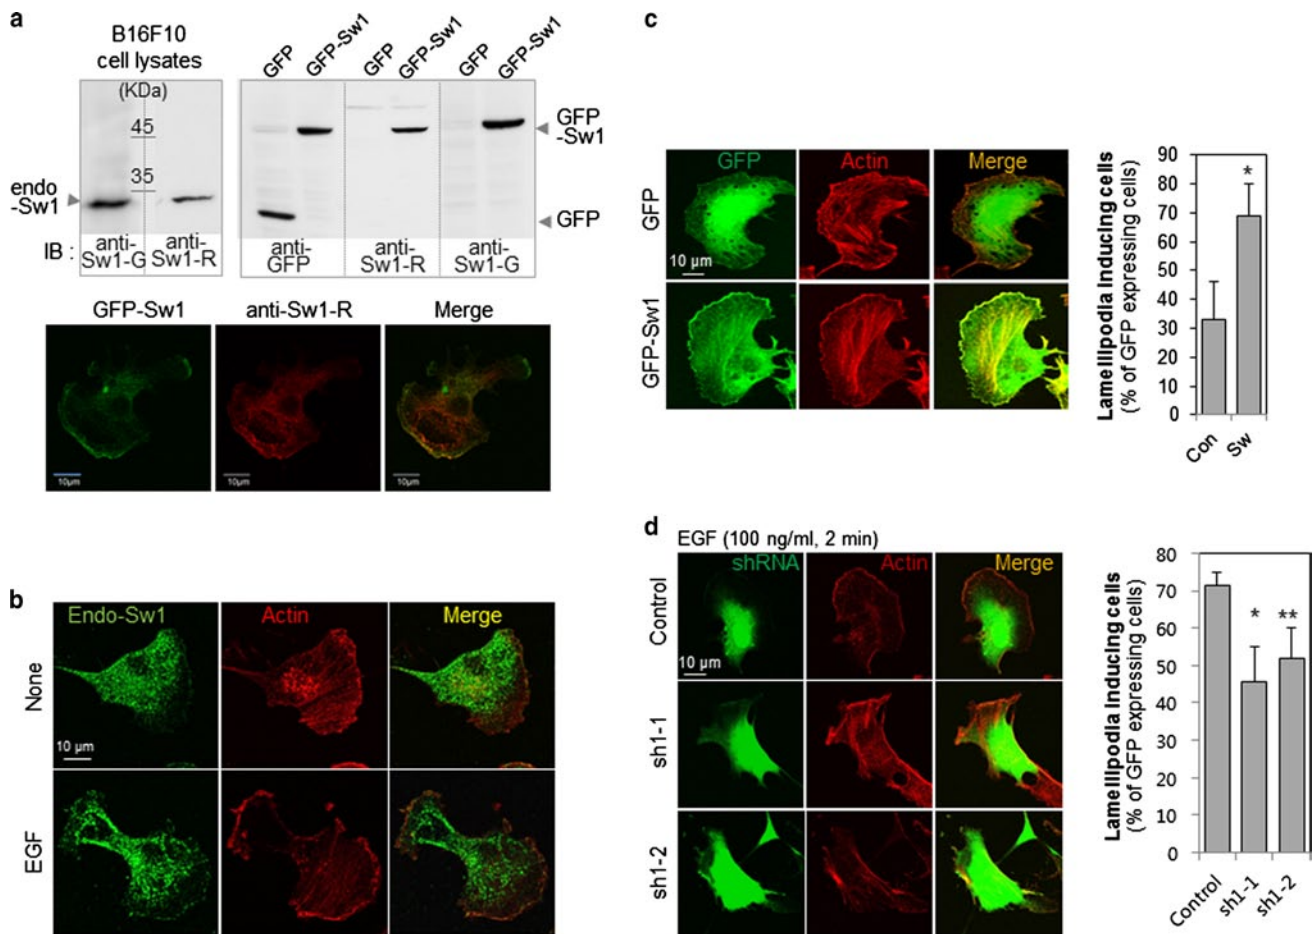 a
B16F10
cell lysates
(KDa)
45
35
endo
-Sw1
IB :
anti-
Sw1-G
anti-
Sw1-R
GFP
GFP-Sw1
GFP
GFP-Sw1
GFP
GFP-Sw1
GFP
-Sw1
GFP
anti-
GFP
anti-
Sw1-R
anti-
Sw1-G
GFP-Sw1
anti-Sw1-R
Merge
10µm
10µm
10µm
b
Endo-Sw1
Actin
Merge
None
10 µm
EGF
c
GFP
Actin
Merge
GFP
10 µm
GFP-Sw1
Lamellipodia inducing cells
(% of GFP expressing cells)
90
80
70
60
50
40
30
20
10
0
*
Con
Sw
d
EGF (100 ng/ml, 2 min)
shRNA
Actin
Merge
Control
10 µm
sh1-1
sh1-2
Lamellipodia inducing cells
(% of GFP expressing cells)
80
70
60
50
40
30
20
10
0
*
**
Control
sh1-1
sh1-2